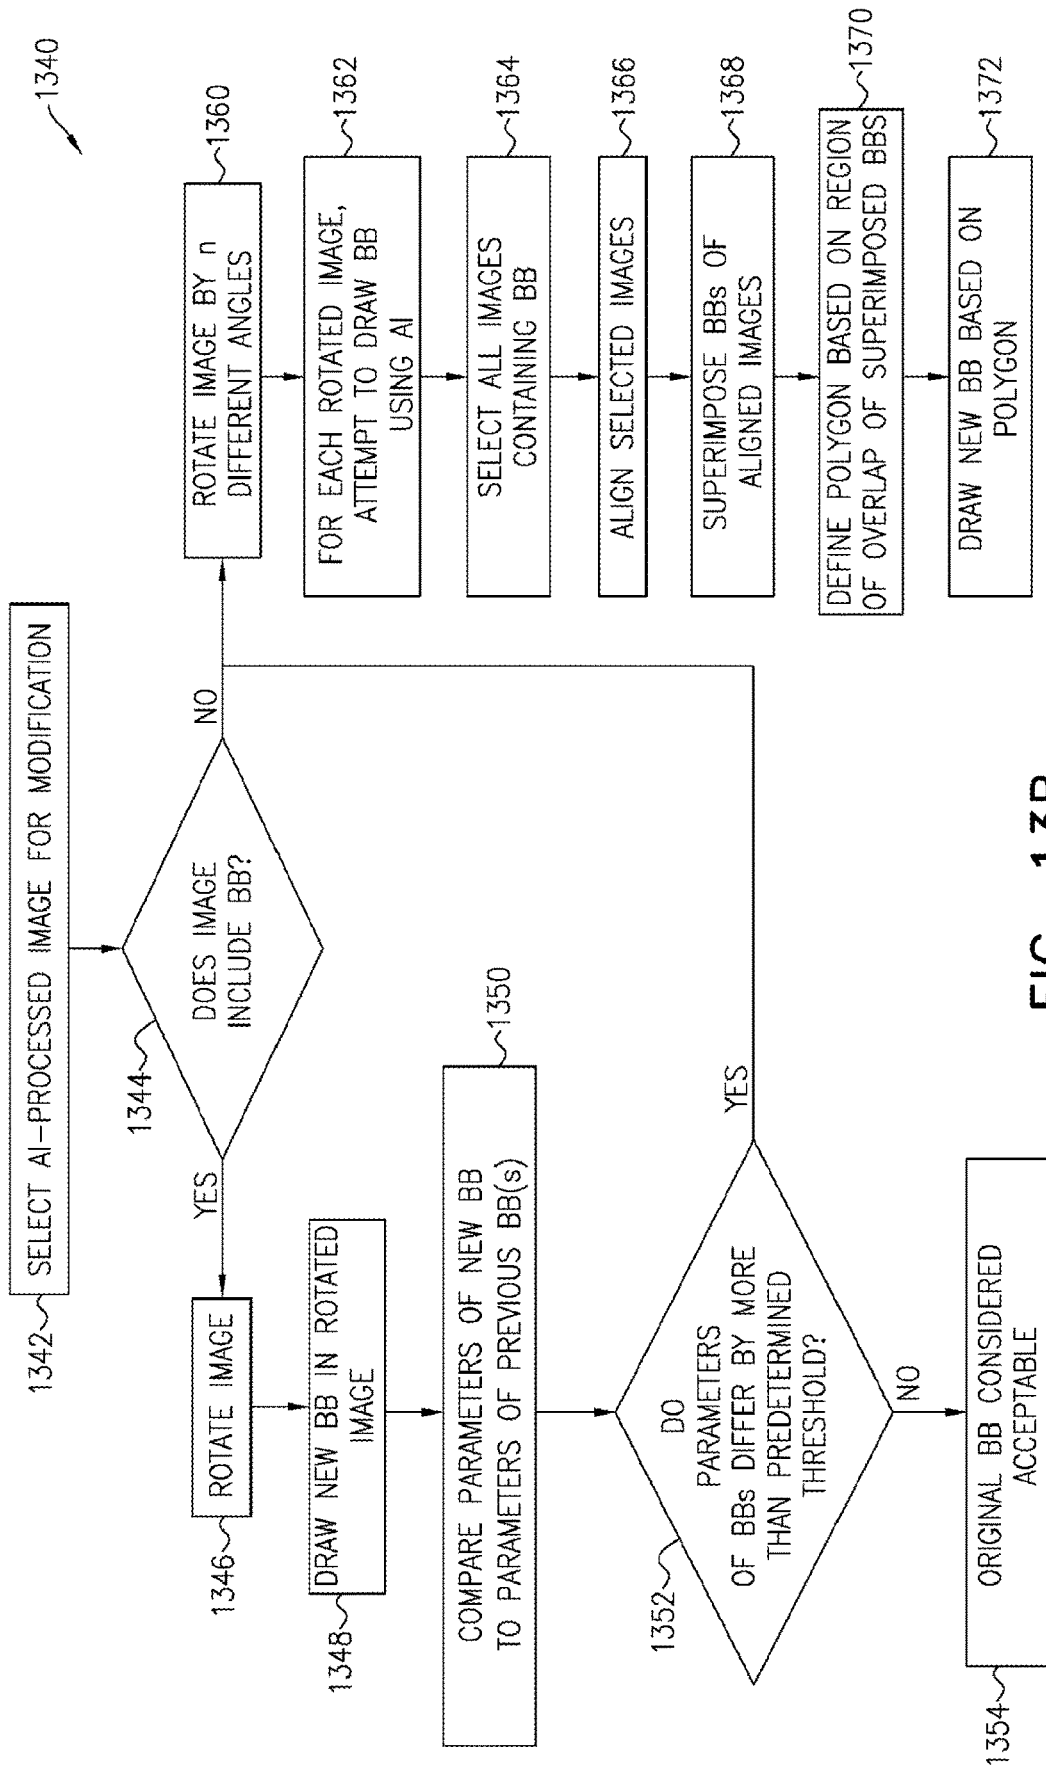 1340
1342
SELECT AI-PROCESSED IMAGE FOR MODIFICATION
1344
DOES IMAGE
INCLUDE BB?
YES
NO
1346
ROTATE IMAGE
1348
DRAW NEW BB IN ROTATED
IMAGE
1350
COMPARE PARAMETERS OF NEW BB
TO PARAMETERS OF PREVIOUS BB(s)
1352
DO
PARAMETERS
OF BBs DIFFER BY MORE
THAN PREDETERMINED
THRESHOLD?
YES
NO
1354
ORIGINAL BB CONSIDERED
ACCEPTABLE
1360
ROTATE IMAGE BY n
DIFFERENT ANGLES
1362
FOR EACH ROTATED IMAGE,
ATTEMPT TO DRAW BB
USING AI
1364
SELECT ALL IMAGES
CONTAINING BB
1366
ALIGN SELECTED IMAGES
1368
SUPERIMPOSE BBs OF
ALIGNED IMAGES
1370
DEFINE POLYGON BASED ON REGION
OF OVERLAP OF SUPERIMPOSED BBS
1372
DRAW NEW BB BASED ON
POLYGON